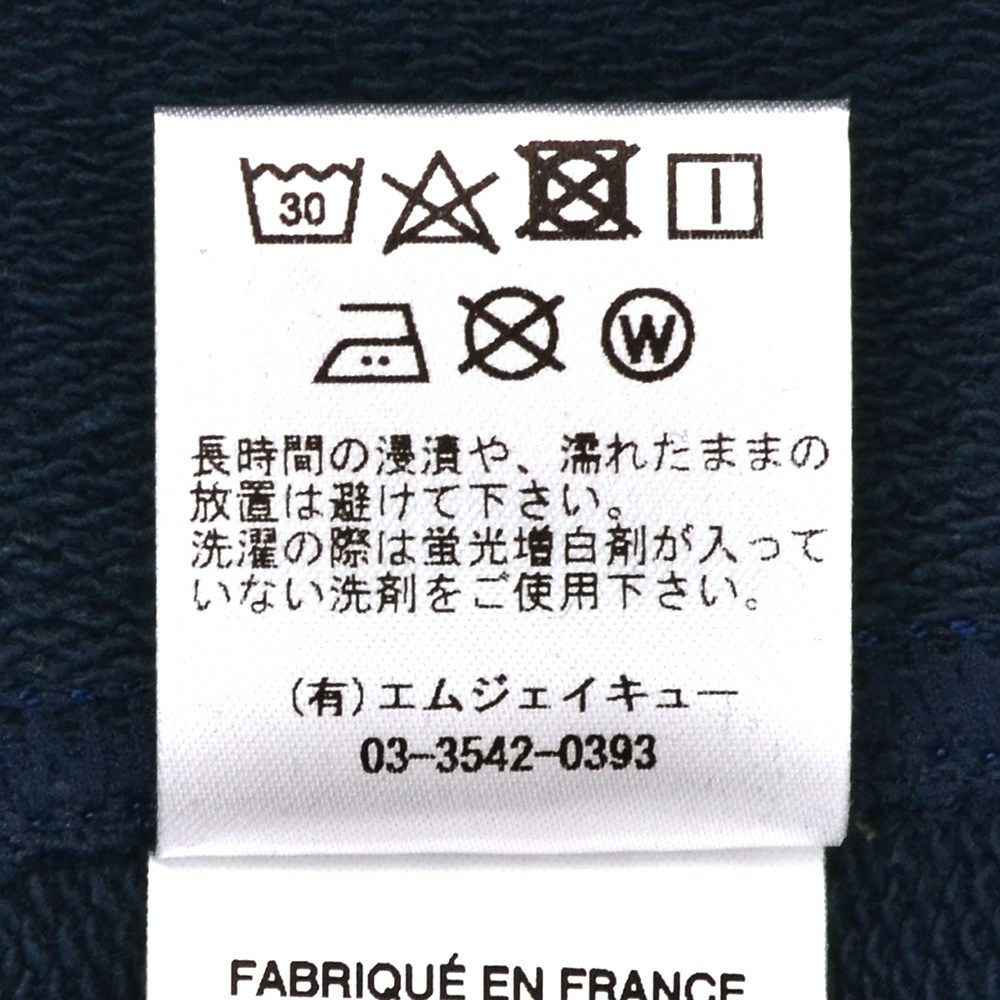 30
W
長時間の浸漬や、濡れたままの
放置は避けて下さい。
洗濯の際は蛍光増白剤が入って
いない洗剤をご使用下さい。
(有)エムジェイキュー
03-3542-0393
FABRIQUÉ EN FRANCE